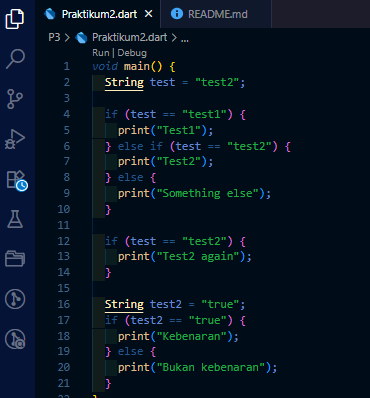 Praktikum2.dart README.md
P3 > Praktikum2.dart > ...
Run | Debug
1 void main() {
2 String test = "test2";
3
4 if (test == "test1") {
5 print("Test1");
6 } else if (test == "test2") {
7 print("Test2");
8 } else {
9 print("Something else");
10 }
11
12 if (test == "test2") {
13 print("Test2 again");
14 }
15
16 String test2 = "true";
17 if (test2 == "true") {
18 print("Kebenaran");
19 } else {
20 print("Bukan kebenaran");
21 }